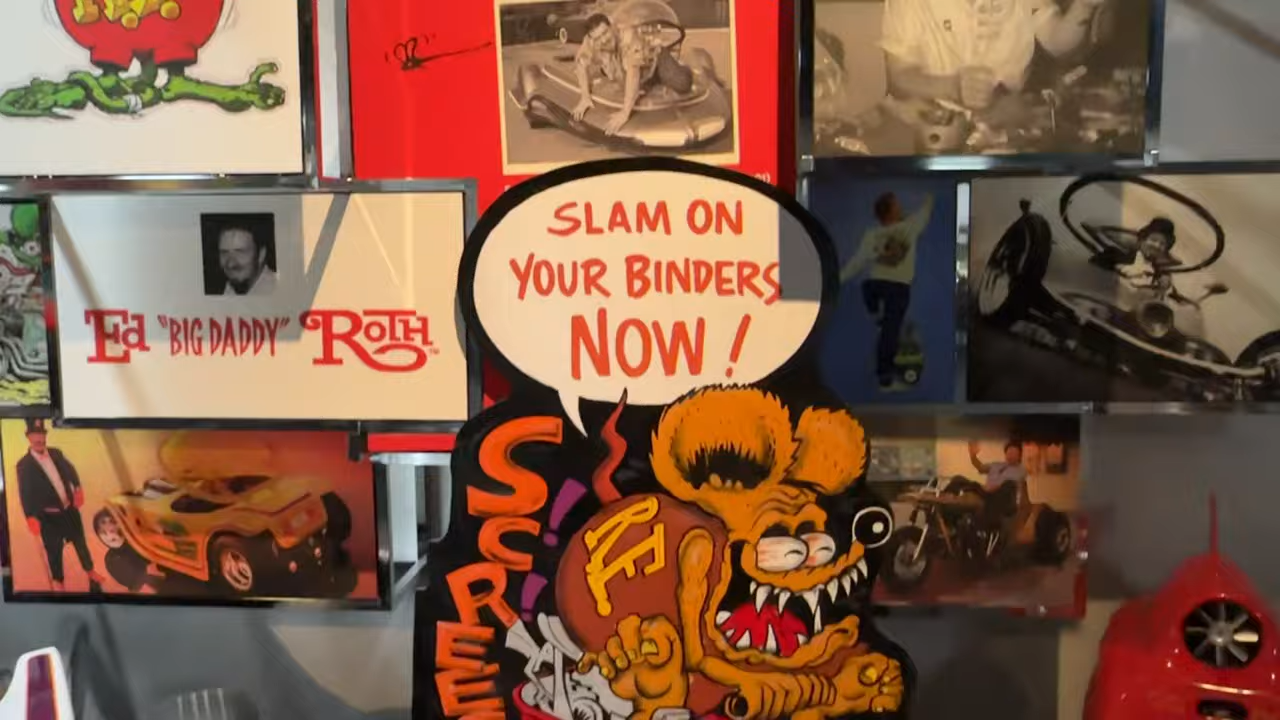 SLAM ON
YOUR BINDERS
NOW!
Ed "BIG DADDY" ROTH
SCREE
RF